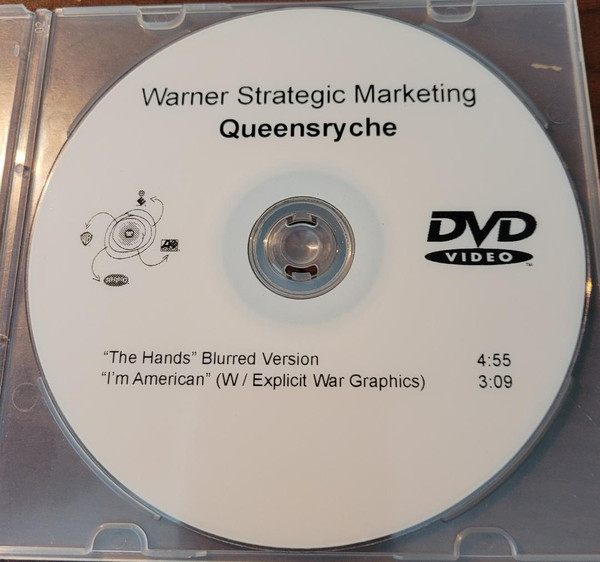 Warner Strategic Marketing
Queensryche
DVD
VIDEO
"The Hands" Blurred Version 4:55
"I'm American" (W / Explicit War Graphics) 3:09